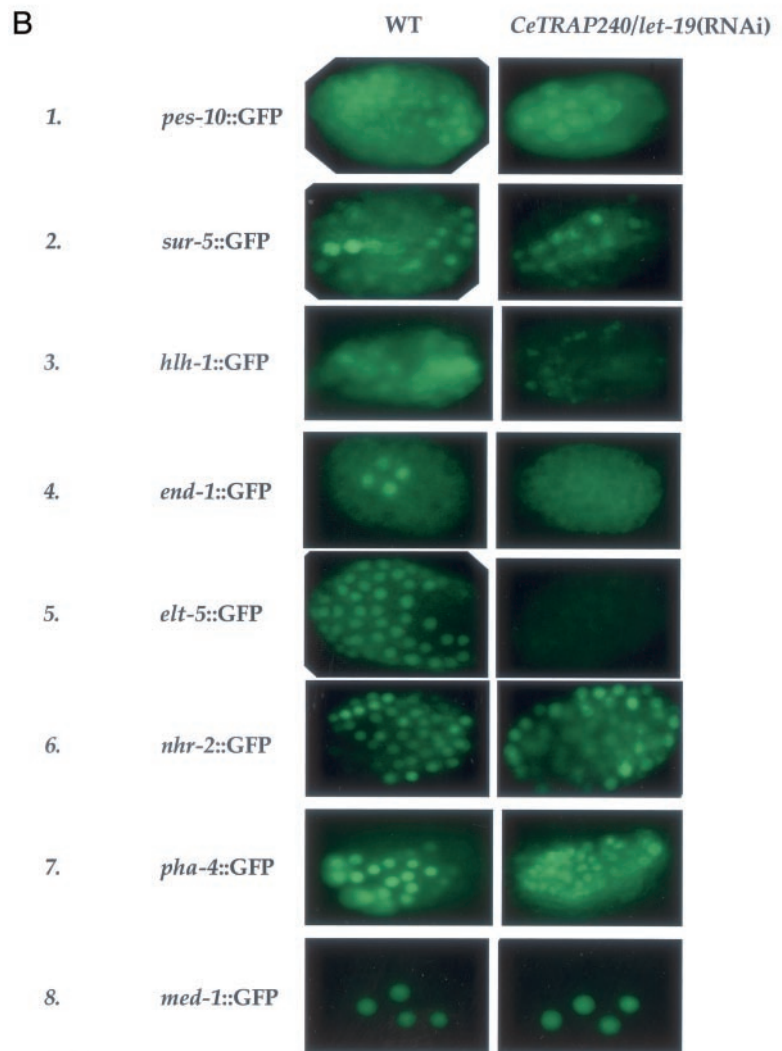 B
WT CeTRAP240/let-19(RNAi)
1. pes-10::GFP
2. sur-5::GFP
3. hlh-1::GFP
4. end-1::GFP
5. elt-5::GFP
6. nhr-2::GFP
7. pha-4::GFP
8. med-1::GFP